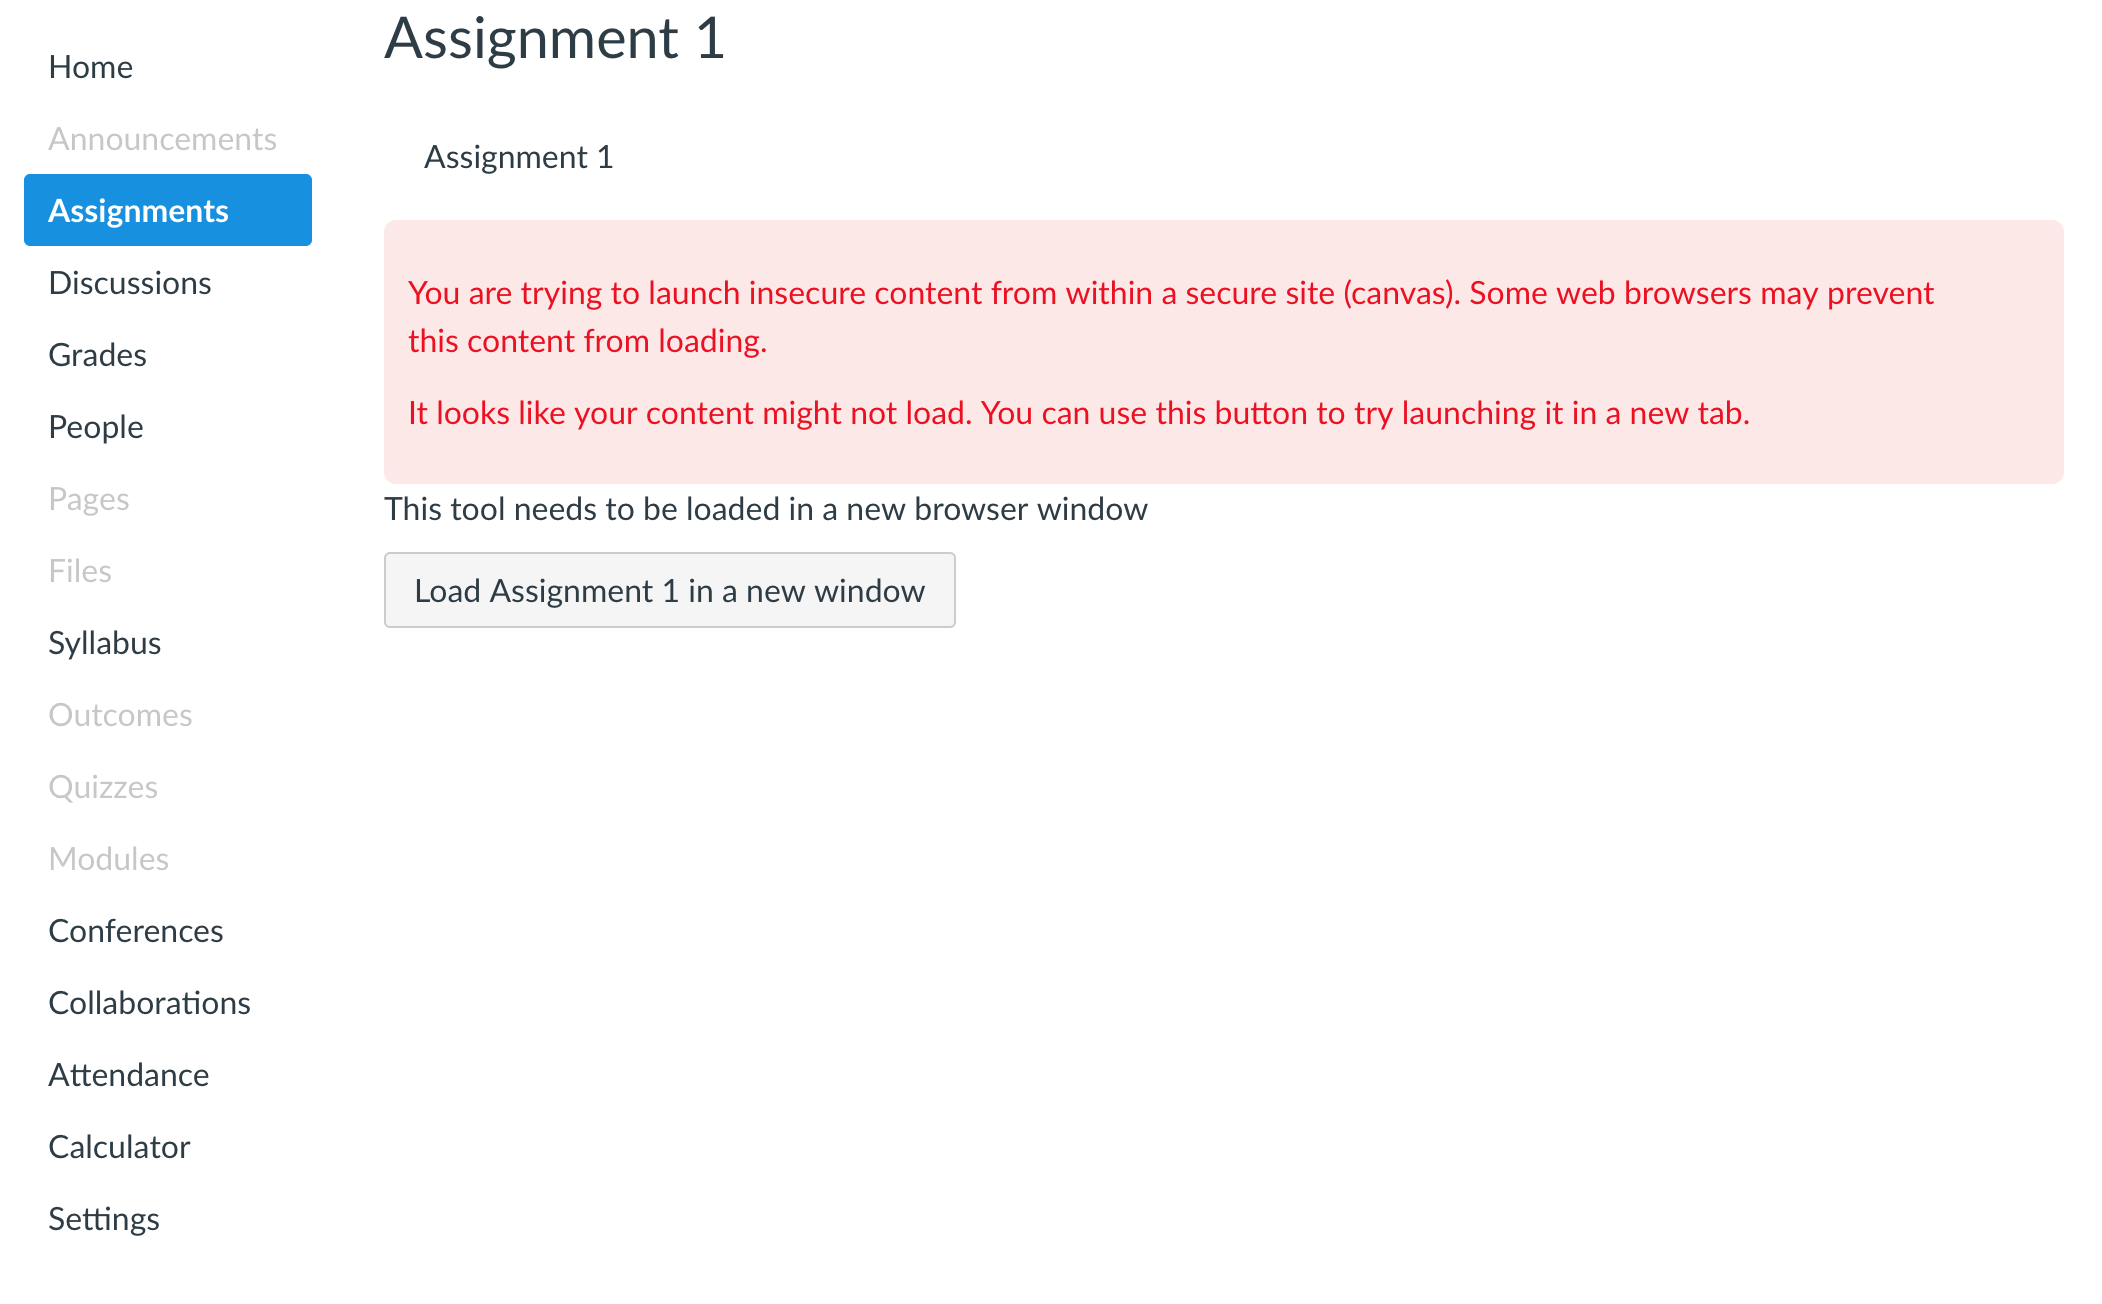 Assignment 1
Home
Announcements
Assignments
Discussions
Grades
People
Pages
Files
Syllabus
Outcomes
Quizzes
Modules
Conferences
Collaborations
Attendance
Calculator
Settings
Assignment 1
You are trying to launch insecure content from within a secure site (canvas). Some web browsers may prevent
this content from loading.
It looks like your content might not load. You can use this button to try launching it in a new tab.
This tool needs to be loaded in a new browser window
Load Assignment 1 in a new window